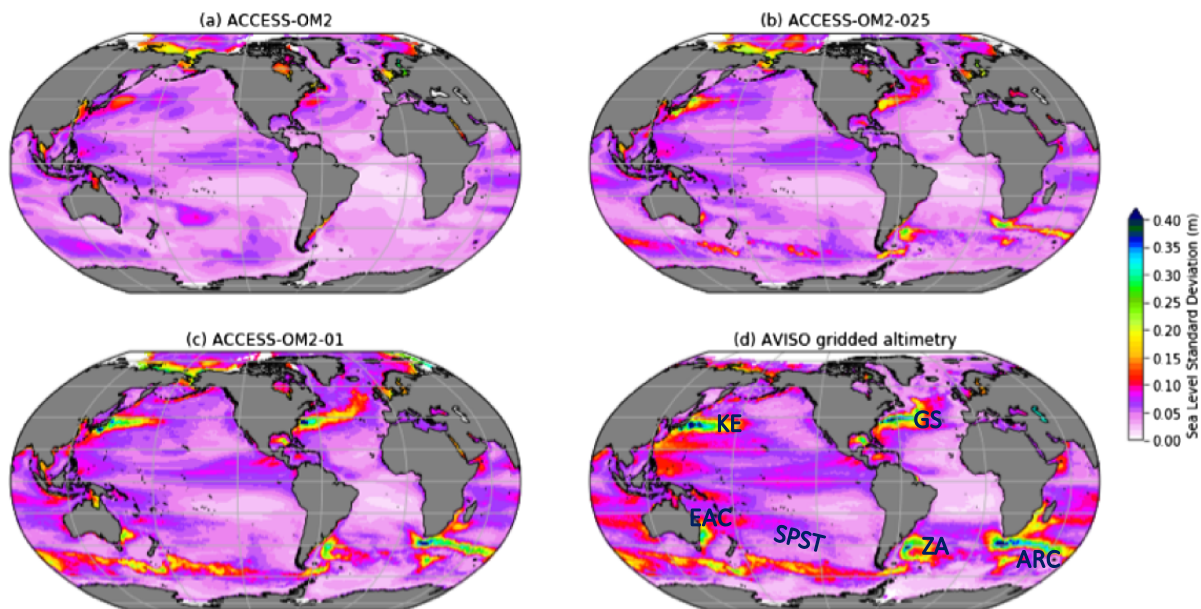 (a) ACCESS-OM2
(b) ACCESS-OM2-025
(c) ACCESS-OM2-01
(d) AVISO gridded altimetry
KE
GS
EAC
SPST
ZA
ARC
0.40
0.35
0.30
0.25
0.20
0.15
0.10
0.05
0.00
Sea Level Standard Deviation (m)